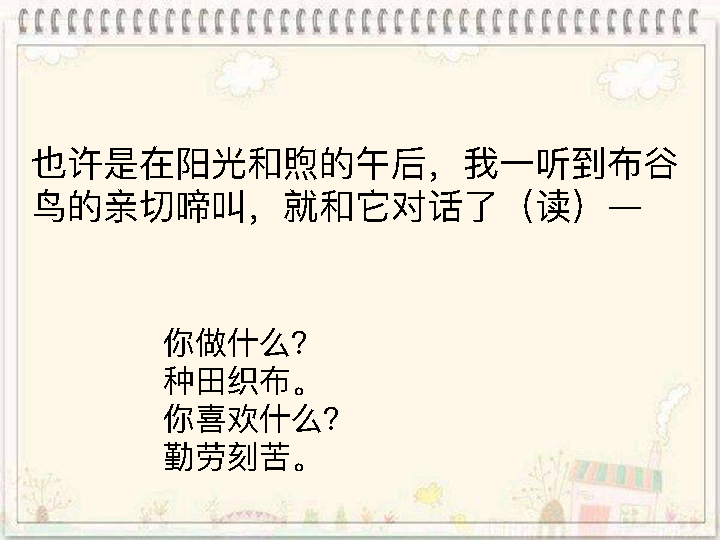 也许是在阳光和煦的午后，我一听到布谷
鸟的亲切啼叫，就和它对话了（读）—
你做什么？
种田织布。
你喜欢什么？
勤劳刻苦。